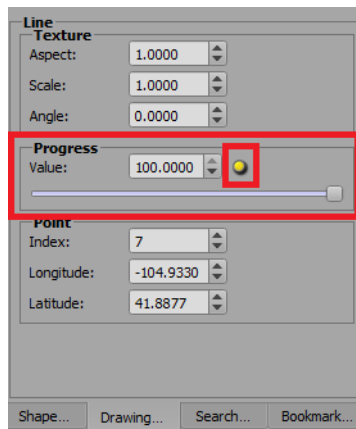 Line
Texture
Aspect: 1.0000
Scale: 1.0000
Angle: 0.0000
Progress
Value: 100.0000
Point
Index: 7
Longitude: -104.9330
Latitude: 41.8877
Shape... Drawing... Search... Bookmark...